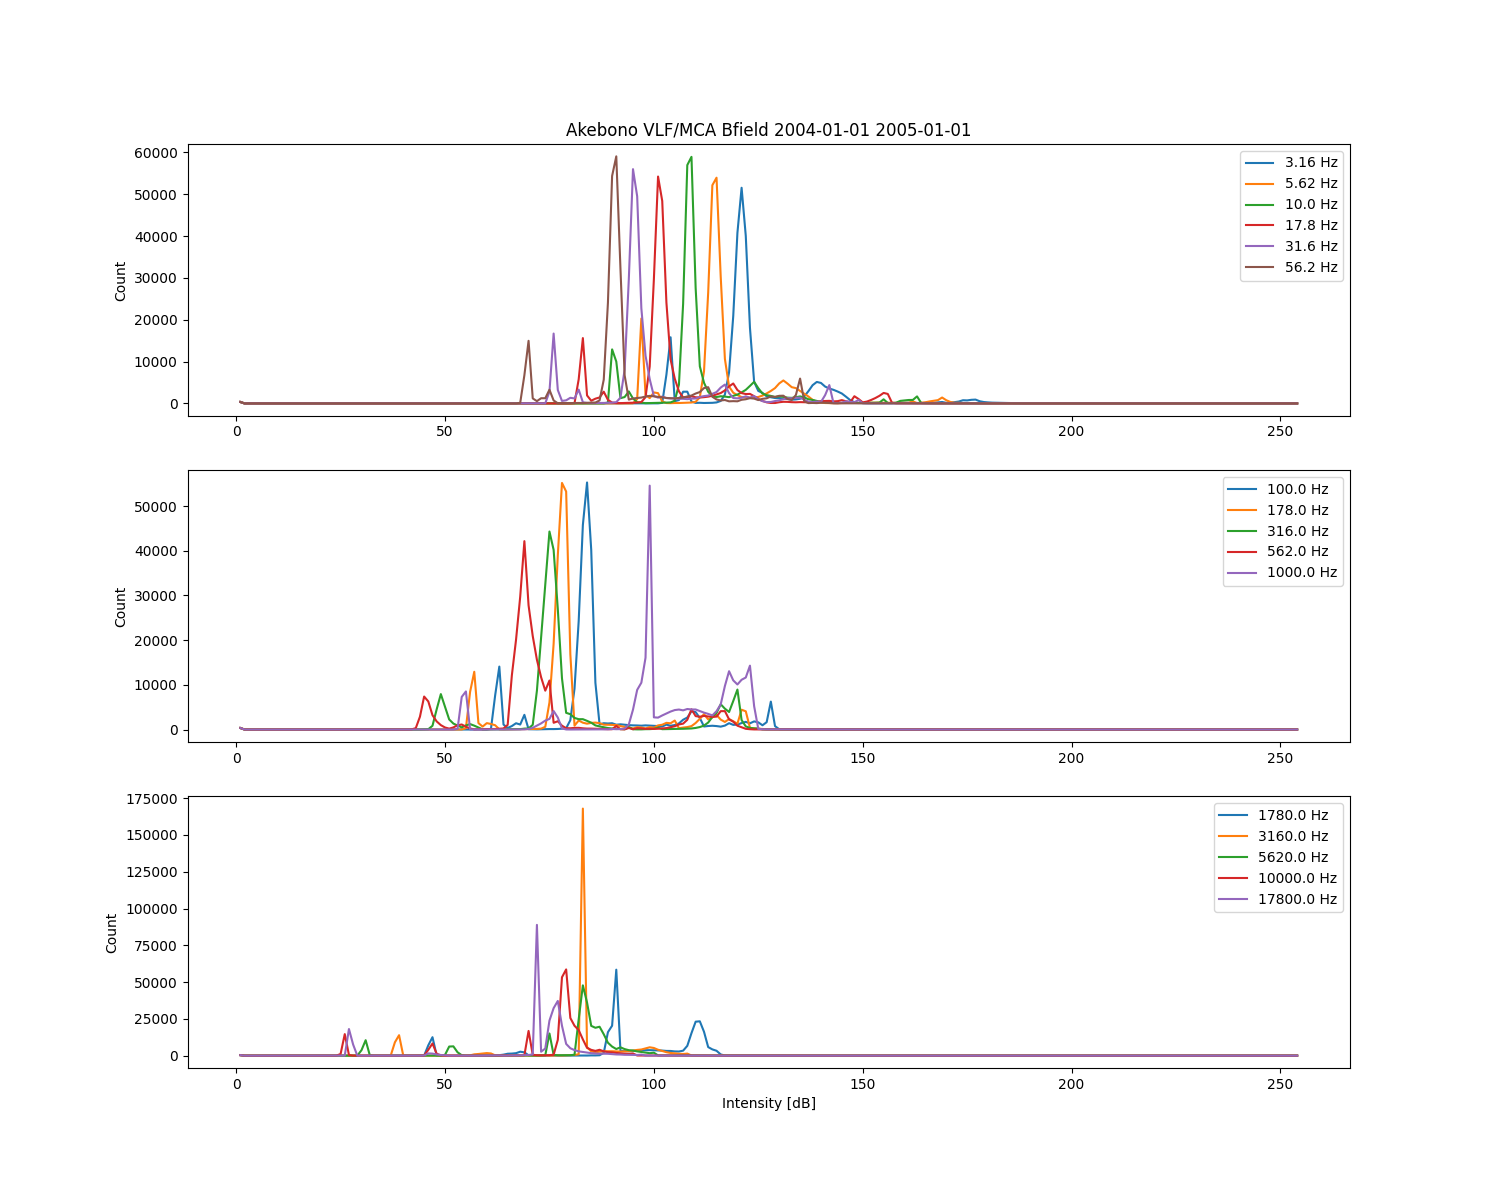 Akebono VLF/MCA Bfield 2004-01-01 2005-01-01
60000
50000
40000
30000
20000
10000
0
Count
0 50 100 150 200 250
3.16 Hz
5.62 Hz
10.0 Hz
17.8 Hz
31.6 Hz
56.2 Hz
50000
40000
30000
20000
10000
0
Count
0 50 100 150 200 250
100.0 Hz
178.0 Hz
316.0 Hz
562.0 Hz
1000.0 Hz
175000
150000
125000
100000
75000
50000
25000
0
Count
0 50 100 150 200 250
1780.0 Hz
3160.0 Hz
5620.0 Hz
10000.0 Hz
17800.0 Hz
Intensity [dB]